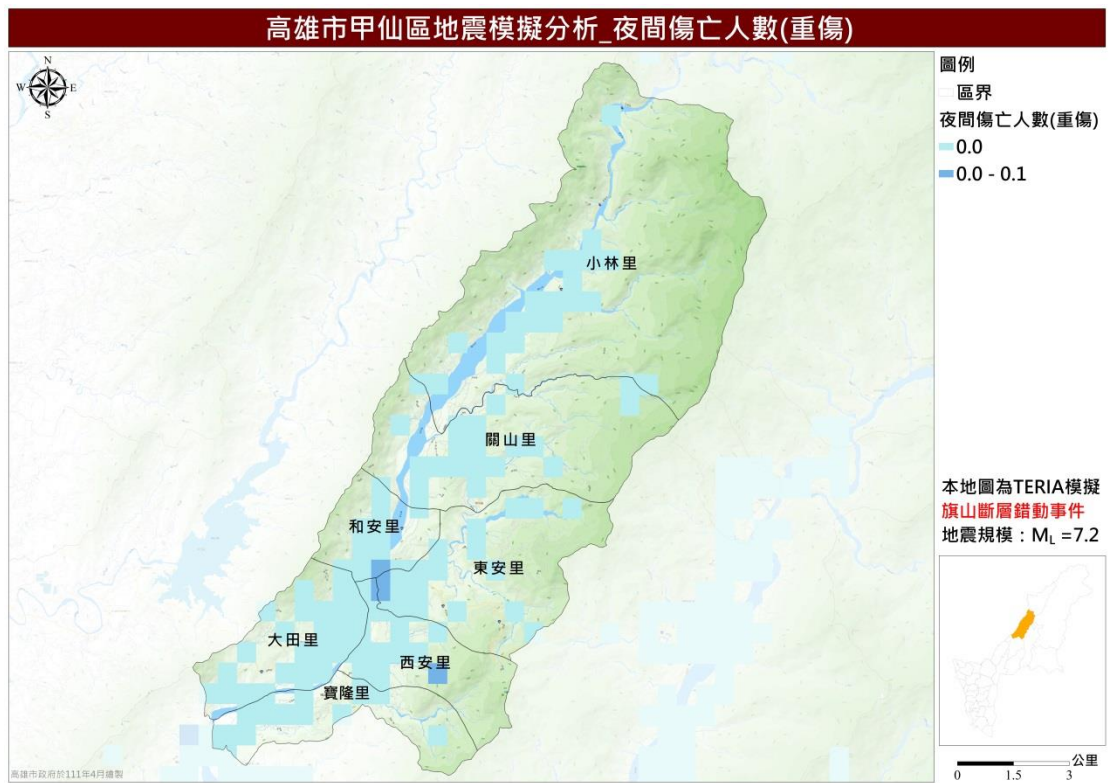 高雄市甲仙區地震模擬分析_夜間傷亡人數(重傷)
N
W
E
S
圖例
區界
夜間傷亡人數(重傷)
0.0
0.0 - 0.1
小林里
關山里
和安里
東安里
大田里
西安里
寶隆里
本地圖為TERIA模擬
旗山斷層錯動事件
地震規模：ML =7.2
公里
0 1.5 3
高雄市政府於111年4月繪製